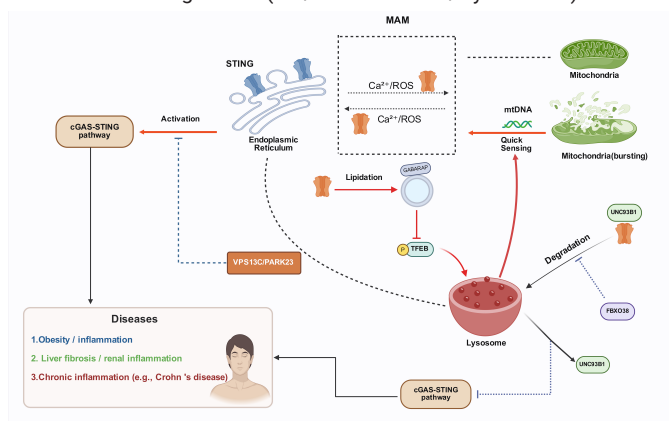 MAM
STING
Ca²⁺/ROS
Ca²⁺/ROS
Mitochondria
mtDNA
Quick
Sensing
Mitochondria(bursting)
Activation
cGAS-STING
pathway
Endoplasmic
Reticulum
Lipidation
GABARAP
UNC93B1
P
TFEB
Degradation
VPS13C/PARK23
FBXO38
Lysosome
Diseases
1.Obesity / inflammation
2. Liver fibrosis / renal inflammation
3.Chronic inflammation (e.g., Crohn 's disease)
UNC93B1
cGAS-STING
pathway